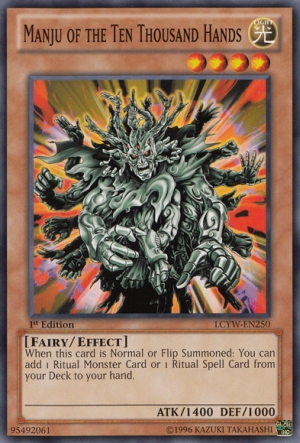 Manju of the Ten Thousand Hands
LIGHT
光
1st Edition
LCYW-EN250
[Fairy/Effect]
When this card is Normal or Flip Summoned: You can
add 1 Ritual Monster Card or 1 Ritual Spell Card from
your Deck to your hand.
ATK/1400 DEF/1000
95492061
©1996 KAZUKI TAKAHASHI